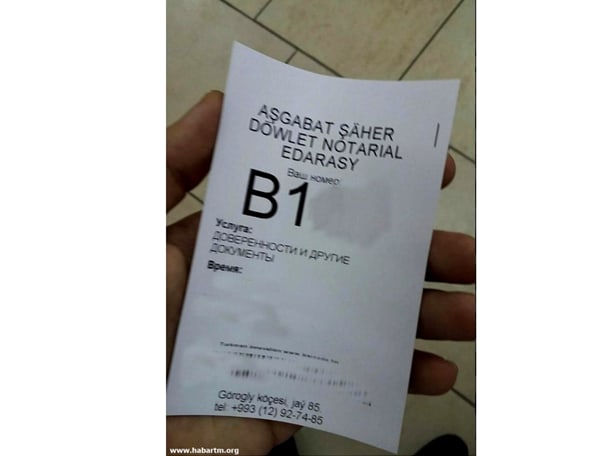 AŞGABAT ŞÄHER
DÖWLET NOTARIAL
EDARASY
Ваш номер
B1
Услуга:
ДОВЕРЕННОСТИ И ДРУГИЕ
ДОКУМЕНТЫ
Время:
Görogly köçesi, jaý 85.
tel: +993 (12) 92-74-85
www.habartm.org